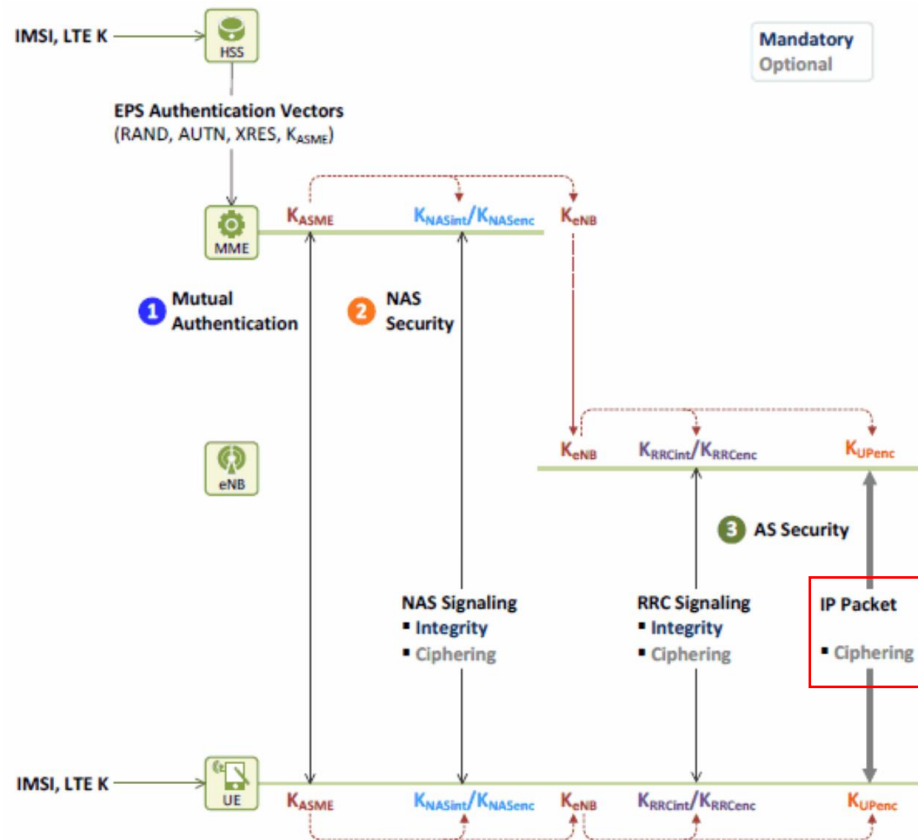 IMSI, LTE K
HSS
Mandatory
Optional
EPS Authentication Vectors
(RAND, AUTN, XRES, KASME)
MME
KASME
KNASint/KNASenc
KeNB
1
Mutual
Authentication
2
NAS
Security
eNB
KeNB
KRRCint/KRRCenc
KUPenc
3
AS Security
NAS Signaling
▪ Integrity
▪ Ciphering
RRC Signaling
▪ Integrity
▪ Ciphering
IP Packet
▪ Ciphering
IMSI, LTE K
UE
KASME
KNASint/KNASenc
KeNB
KRRCint/KRRCenc
KUPenc